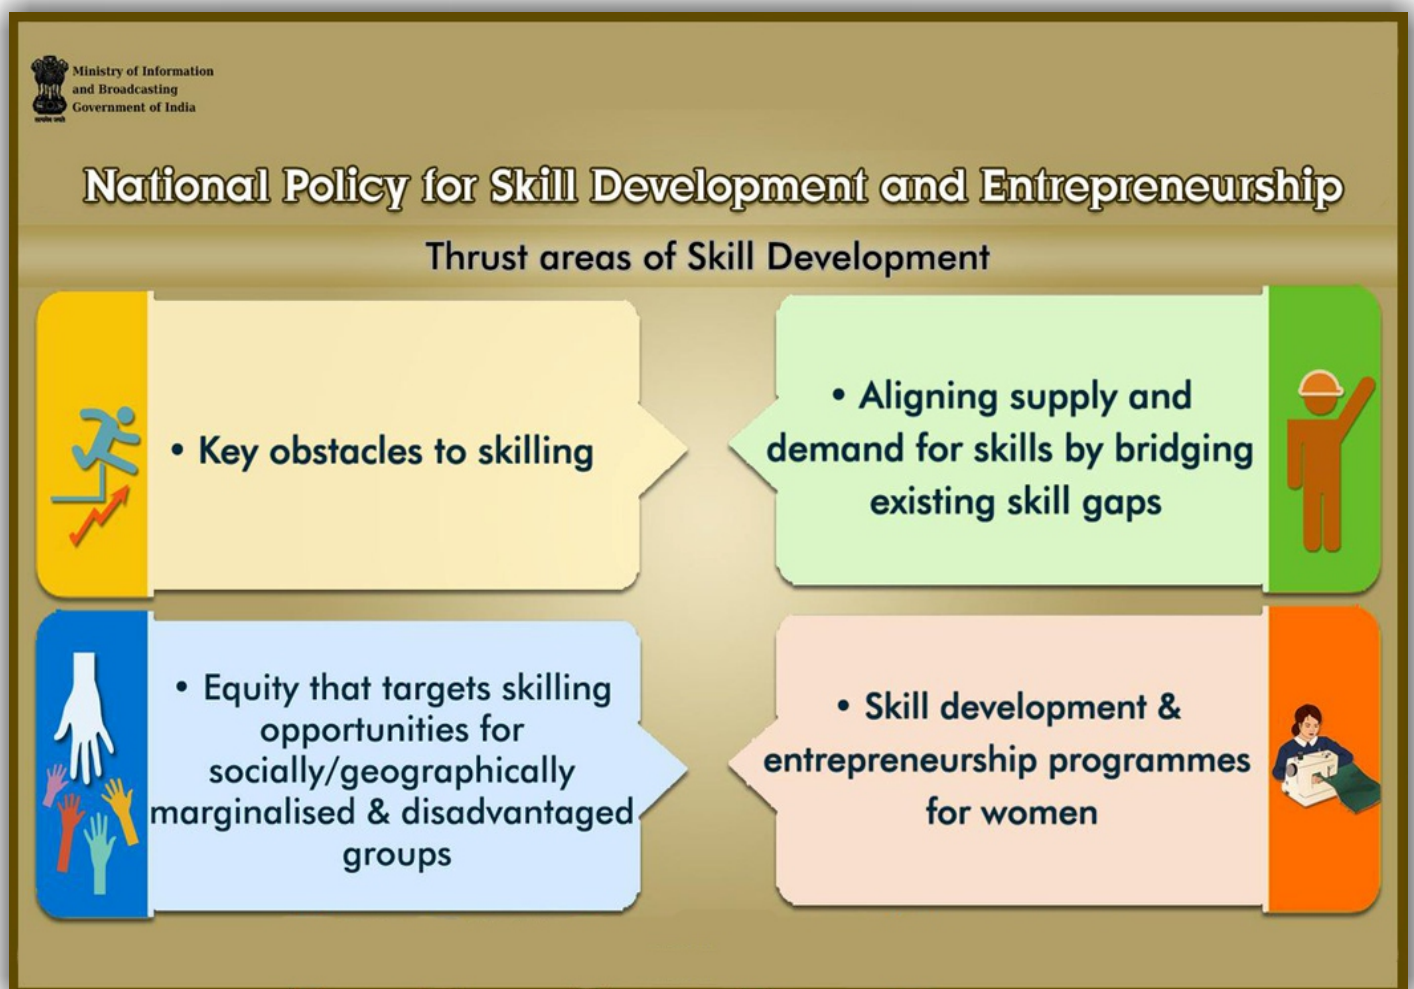 Ministry of Information
and Broadcasting
Government of India
National Policy for Skill Development and Entrepreneurship
Thrust areas of Skill Development
• Key obstacles to skilling
• Aligning supply and
demand for skills by bridging
existing skill gaps
• Equity that targets skilling
opportunities for
socially/geographically
marginalised & disadvantaged
groups
• Skill development &
entrepreneurship programmes
for women